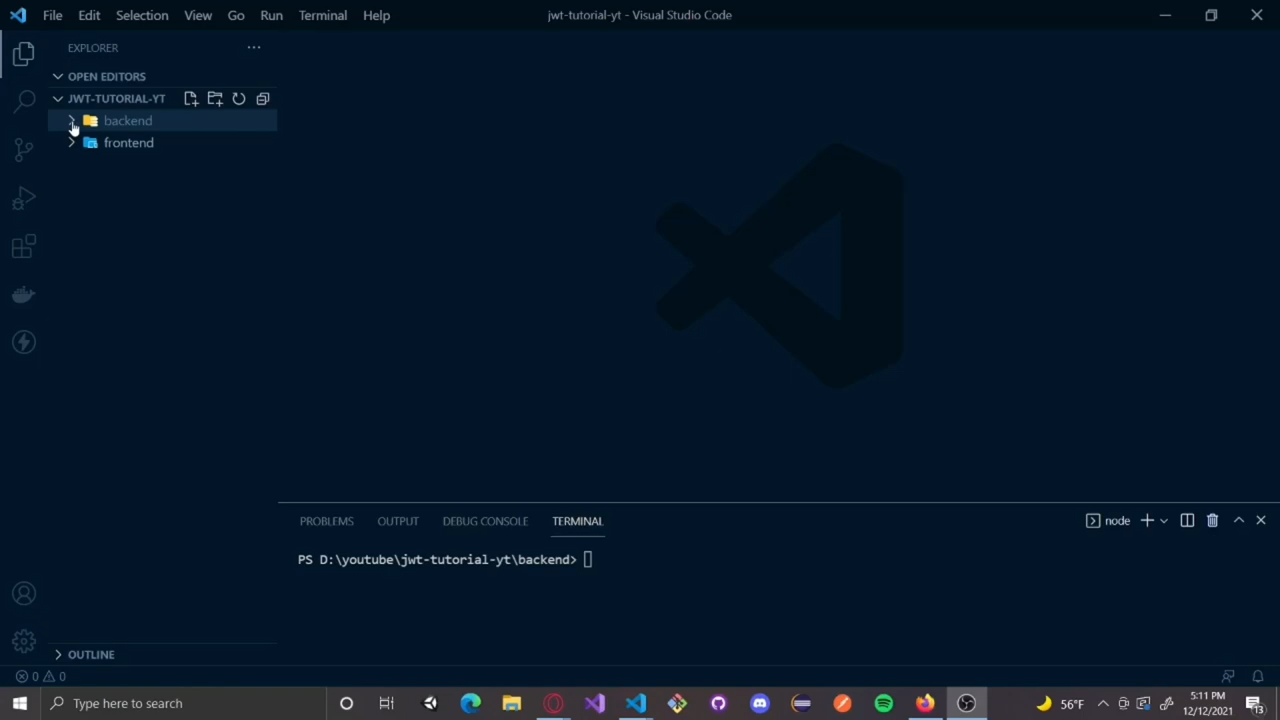 File Edit Selection View Go Run Terminal Help
jwt-tutorial-yt - Visual Studio Code
EXPLORER
OPEN EDITORS
JWT-TUTORIAL-YT
backend
frontend
PROBLEMS OUTPUT DEBUG CONSOLE TERMINAL
node
PS D:\youtube\jwt-tutorial-yt\backend>
OUTLINE
0 0
Type here to search
56°F
5:11 PM
12/12/2021
13